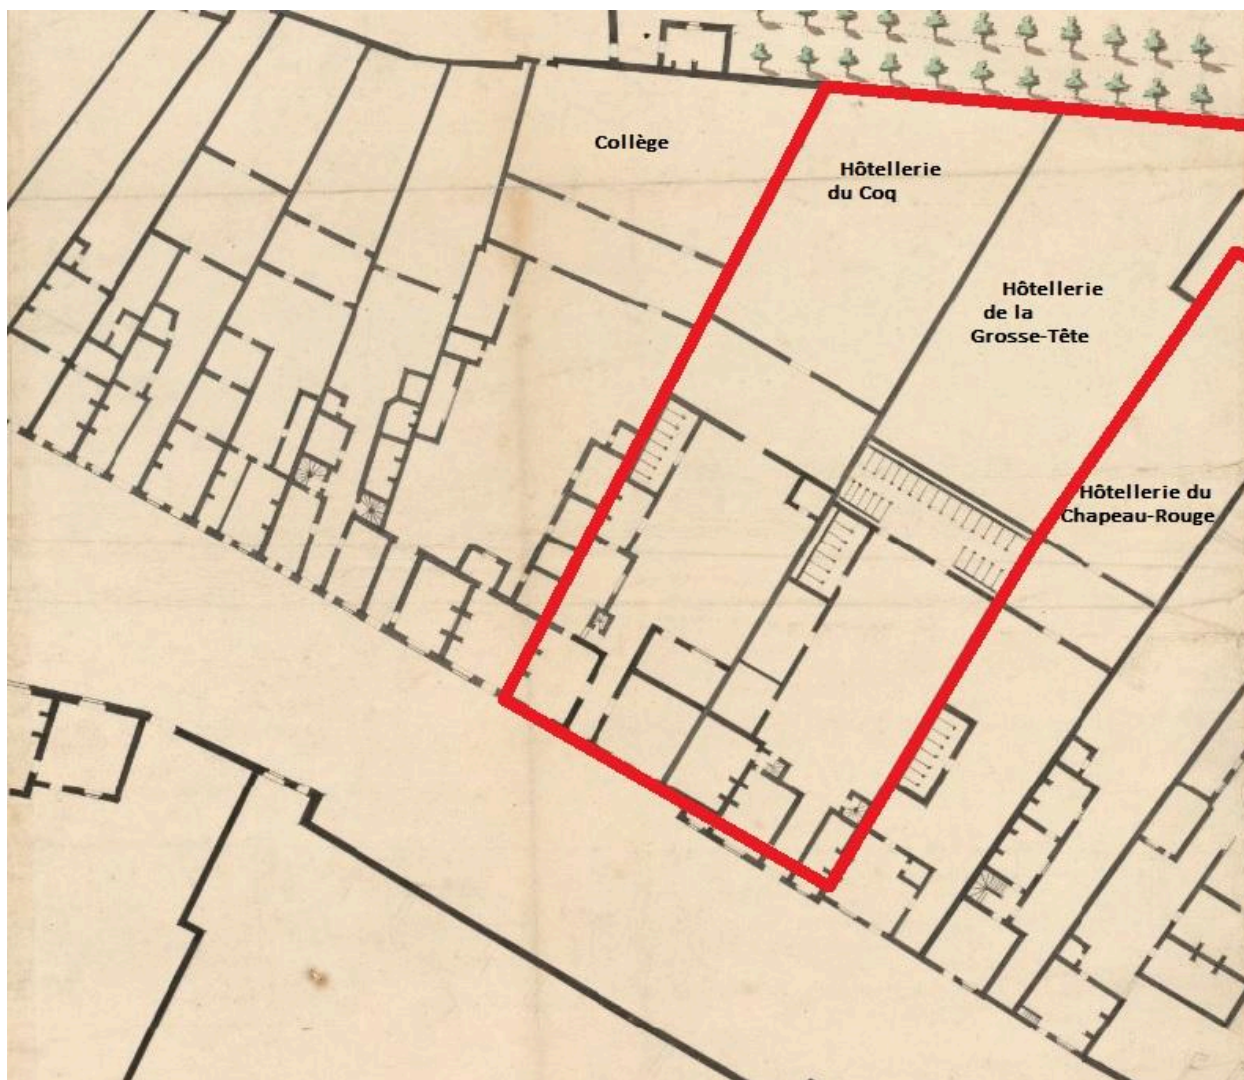 Collège
Hôtellerie
du Coq
Hôtellerie
de la
Grosse-Tête
Hôtellerie du
Chapeau-Rouge